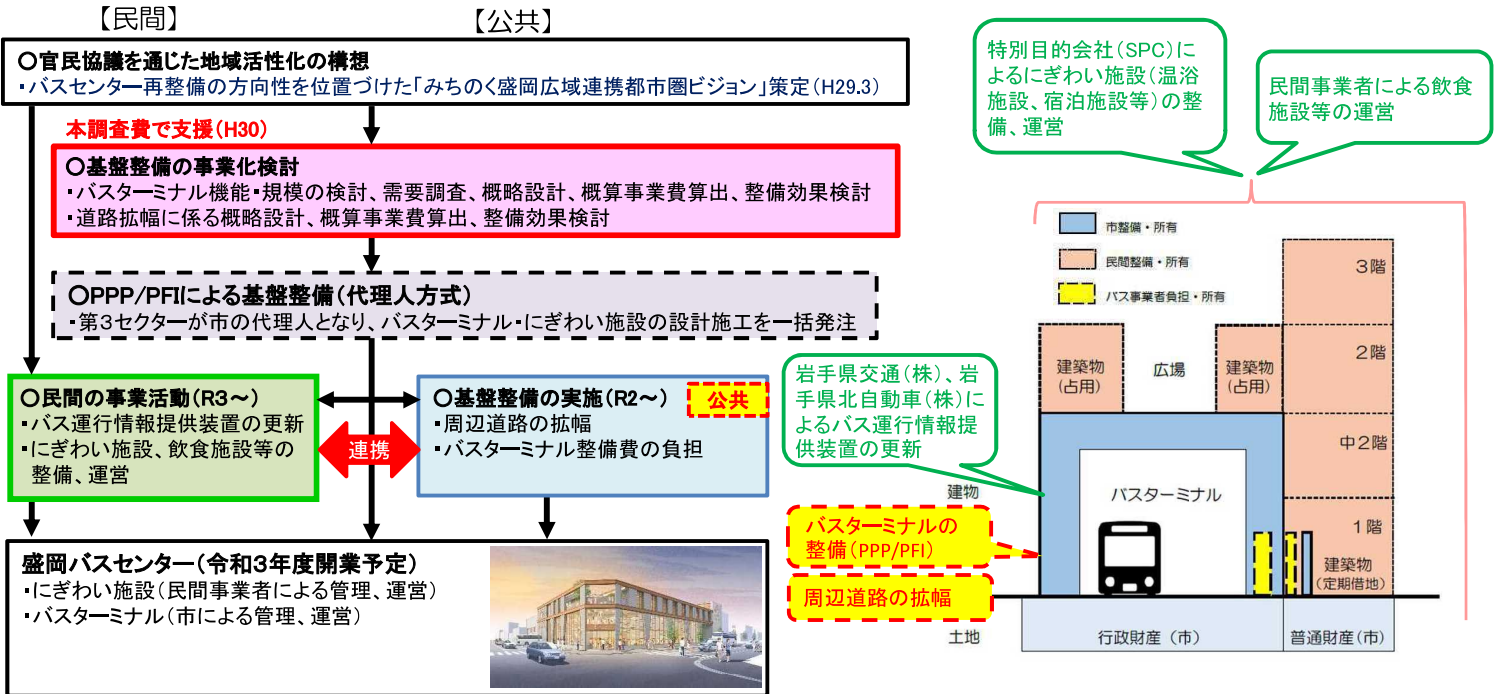 【民間】
【公共】
〇官民協議を通じた地域活性化の構想
・バスセンター再整備の方向性を位置づけた「みちのく盛岡広域連携都市圏ビジョン」策定(H29.3)
本調査費で支援(H30)
〇基盤整備の事業化検討
・バスターミナル機能・規模の検討、需要調査、概略設計、概算事業費算出、整備効果検討
・道路拡幅に係る概略設計、概算事業費算出、整備効果検討
〇PPP/PFIによる基盤整備(代理人方式)
・第3セクターが市の代理人となり、バスターミナル・にぎわい施設の設計施工を一括発注
〇民間の事業活動(R3～)
・バス運行情報提供装置の更新
・にぎわい施設、飲食施設等の
整備、運営
連携
〇基盤整備の実施(R2～)
公共
・周辺道路の拡幅
・バスターミナル整備費の負担
盛岡バスセンター(令和3年度開業予定)
・にぎわい施設(民間事業者による管理、運営)
・バスターミナル(市による管理、運営)
特別目的会社(SPC)に
よるにぎわい施設(温浴
施設、宿泊施設等)の整
備、運営
民間事業者による飲食
施設等の運営
市整備・所有
民間整備・所有
バス事業者負担・所有
3階
2階
中2階
1階
建築物
(定期借地)
建築物
(占用)
広場
建築物
(占用)
岩手県交通(株)、岩
手県北自動車(株)に
よるバス運行情報提
供装置の更新
建物
バスターミナル
バスターミナルの
整備(PPP/PFI)
周辺道路の拡幅
土地
行政財産(市)
普通財産(市)